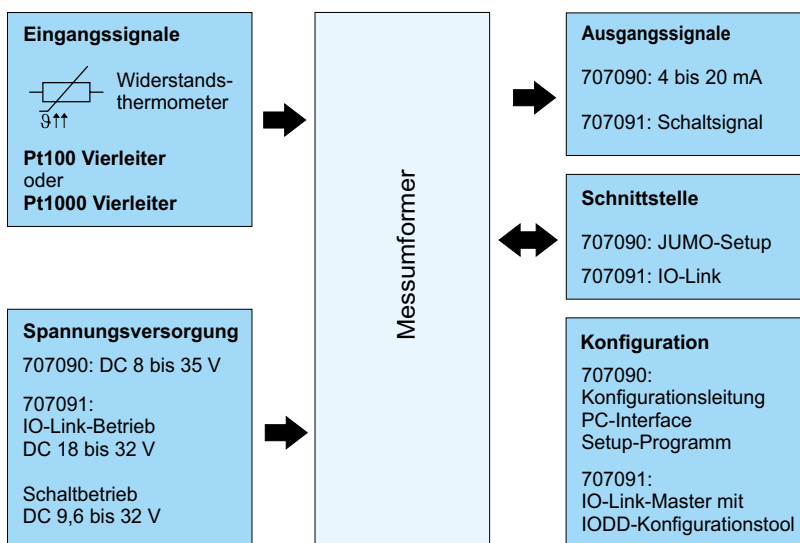 Eingangssignale
Widerstands-
thermometer
ϑ↑↑
Pt100 Vierleiter
oder
Pt1000 Vierleiter
Spannungsversorgung
707090: DC 8 bis 35 V
707091:
IO-Link-Betrieb
DC 18 bis 32 V
Schaltbetrieb
DC 9,6 bis 32 V
Messumformer
Ausgangssignale
707090: 4 bis 20 mA
707091: Schaltsignal
Schnittstelle
707090: JUMO-Setup
707091: IO-Link
Konfiguration
707090:
Konfigurationsleitung
PC-Interface
Setup-Programm
707091:
IO-Link-Master mit
IODD-Konfigurationstool